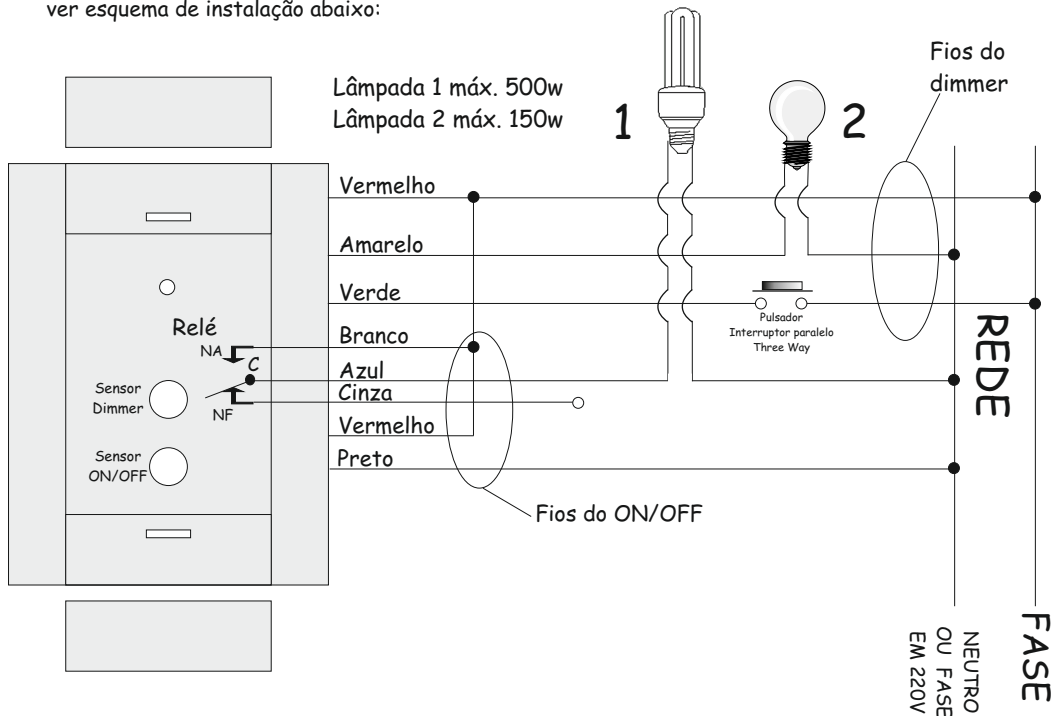 ver esquema de instalação abaixo:
Fios do
dimmer
Lâmpada 1 máx. 500w
Lâmpada 2 máx. 150w
1
2
Vermelho
Amarelo
Verde
Pulsador
Interruptor paralelo
Three Way
Relé
Branco
NA
C
Azul
Cinza
Sensor
Dimmer
NF
Vermelho
Sensor
ON/OFF
Preto
Fios do ON/OFF
REDE
FASE
NEUTRO
OU FASE
EM 220V